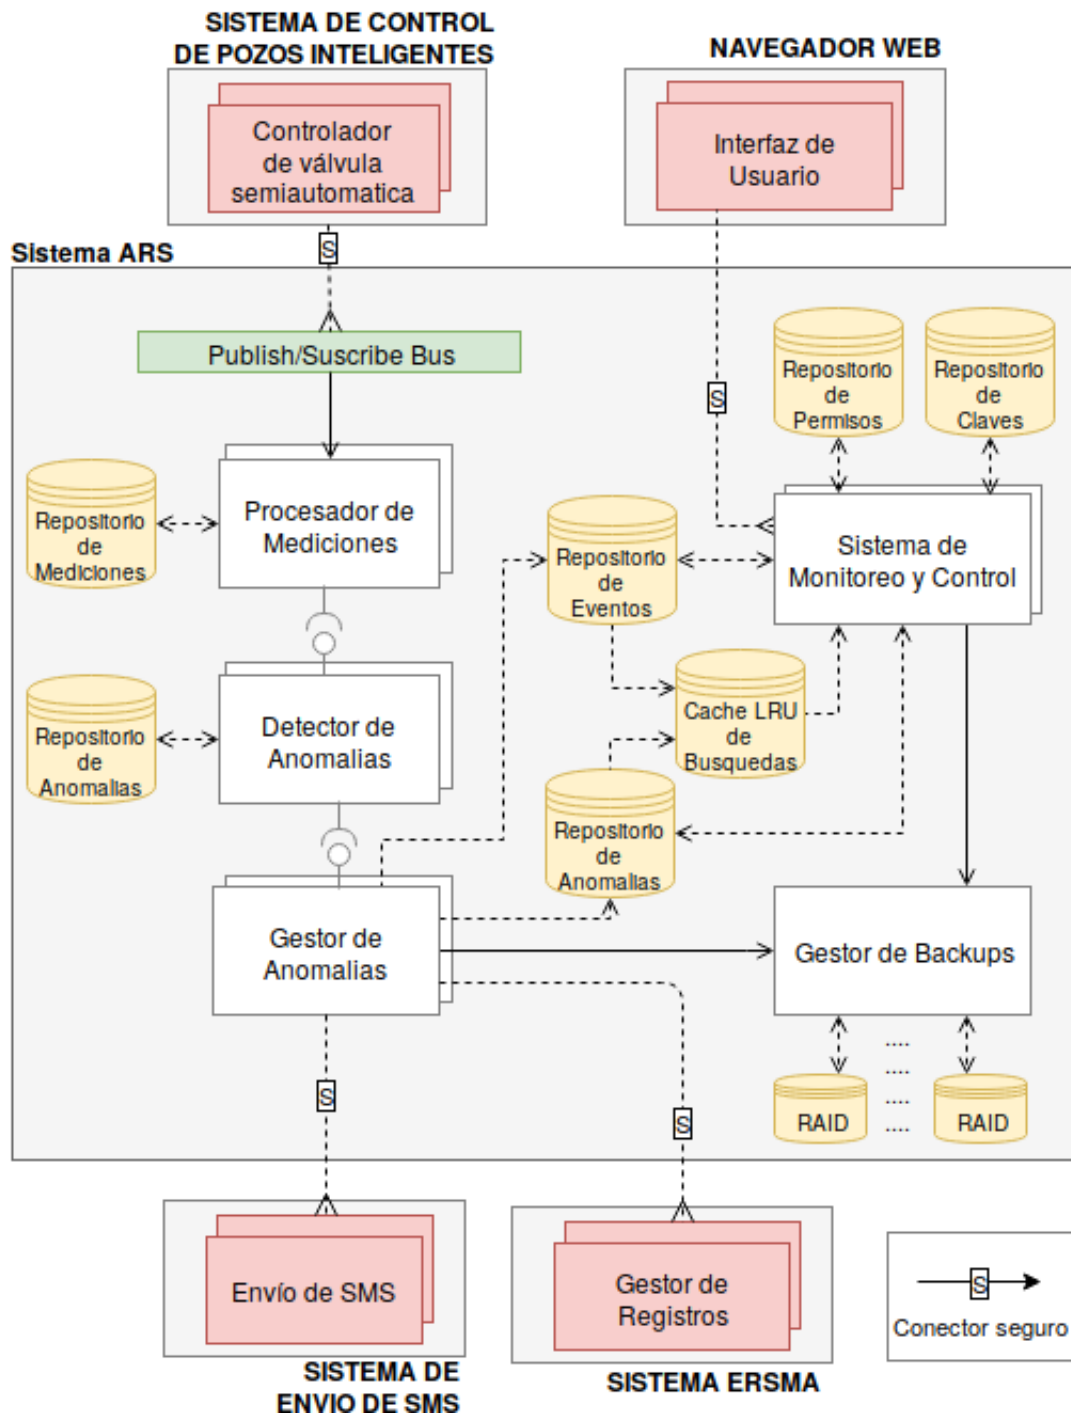 SISTEMA DE CONTROL
DE POZOS INTELIGENTES
NAVEGADOR WEB
Controlador
de válvula
semiautomatica
Interfaz de
Usuario
S
Sistema ARS
Publish/Suscribe Bus
S
Repositorio
de
Permisos
Repositorio
de
Claves
Repositorio
de
Mediciones
Procesador de
Mediciones
Repositorio
de
Eventos
Sistema de
Monitoreo y Control
Repositorio
de
Anomalias
Detector de
Anomalias
Cache LRU
de
Busquedas
Repositorio
de
Anomalias
Gestor de
Anomalias
Gestor de Backups
....
....
....
....
RAID
RAID
S
S
Envío de SMS
Gestor de
Registros
S
Conector seguro
SISTEMA DE
ENVIO DE SMS
SISTEMA ERSMA